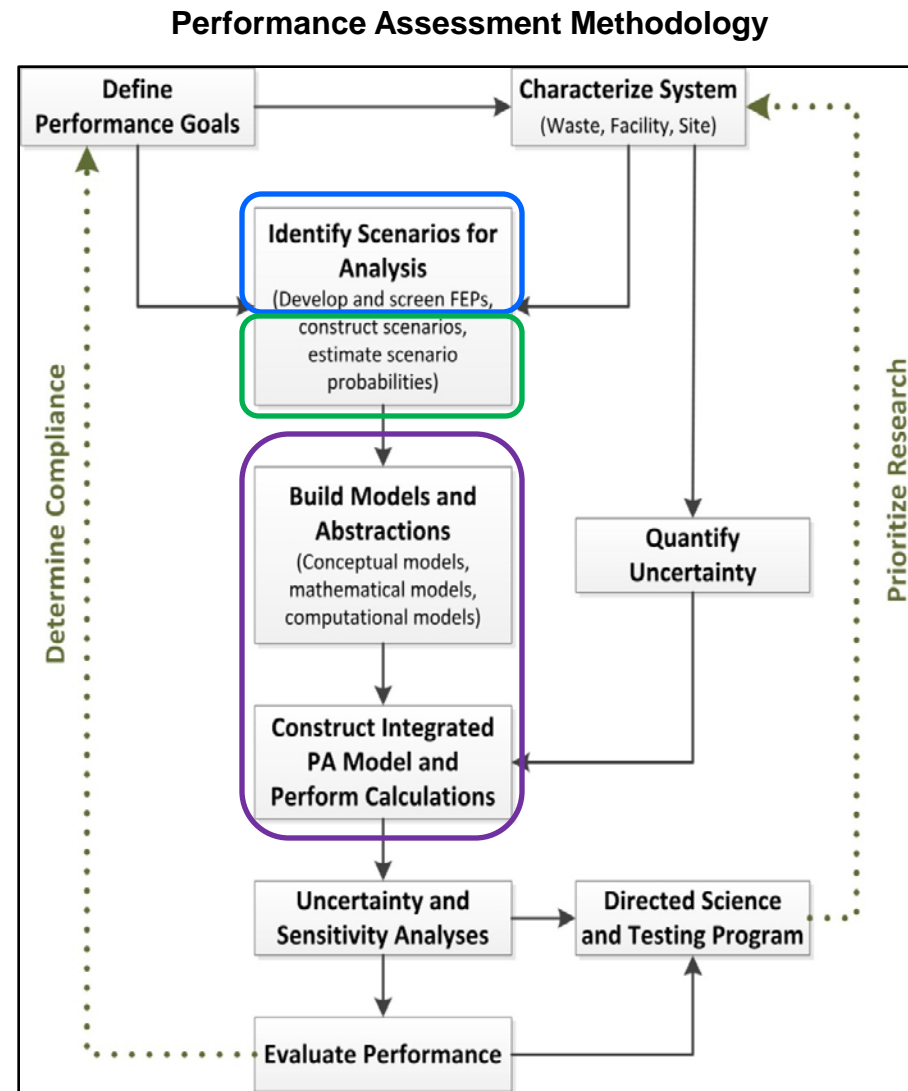 Performance Assessment Methodology
Define
Performance Goals
Characterize System
(Waste, Facility, Site)
Identify Scenarios for
Analysis
(Develop and screen FEPs,
construct scenarios,
estimate scenario
probabilities)
Build Models and
Abstractions
(Conceptual models,
mathematical models,
computational models)
Quantify
Uncertainty
Construct Integrated
PA Model and
Perform Calculations
Uncertainty and
Sensitivity Analyses
Directed Science
and Testing Program
Evaluate Performance
Determine Compliance
Prioritize Research